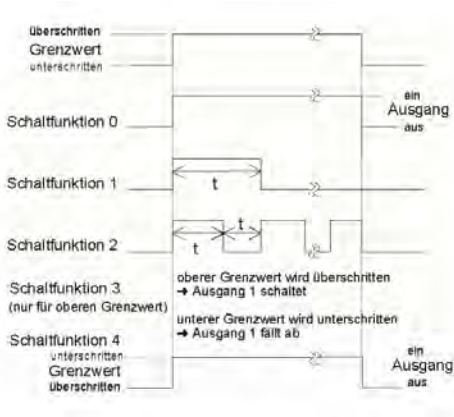 überschritten
Grenzwert
unterschritten
ein
Ausgang
aus
Schaltfunktion 0
Schaltfunktion 1
t
Schaltfunktion 2
t
t
Schaltfunktion 3
(nur für oberen Grenzwert)
oberer Grenzwert wird überschritten
→ Ausgang 1 schaltet
unterer Grenzwert wird unterschritten
→ Ausgang 1 fällt ab
Schaltfunktion 4
unterschritten
Grenzwert
überschritten
ein
Ausgang
aus